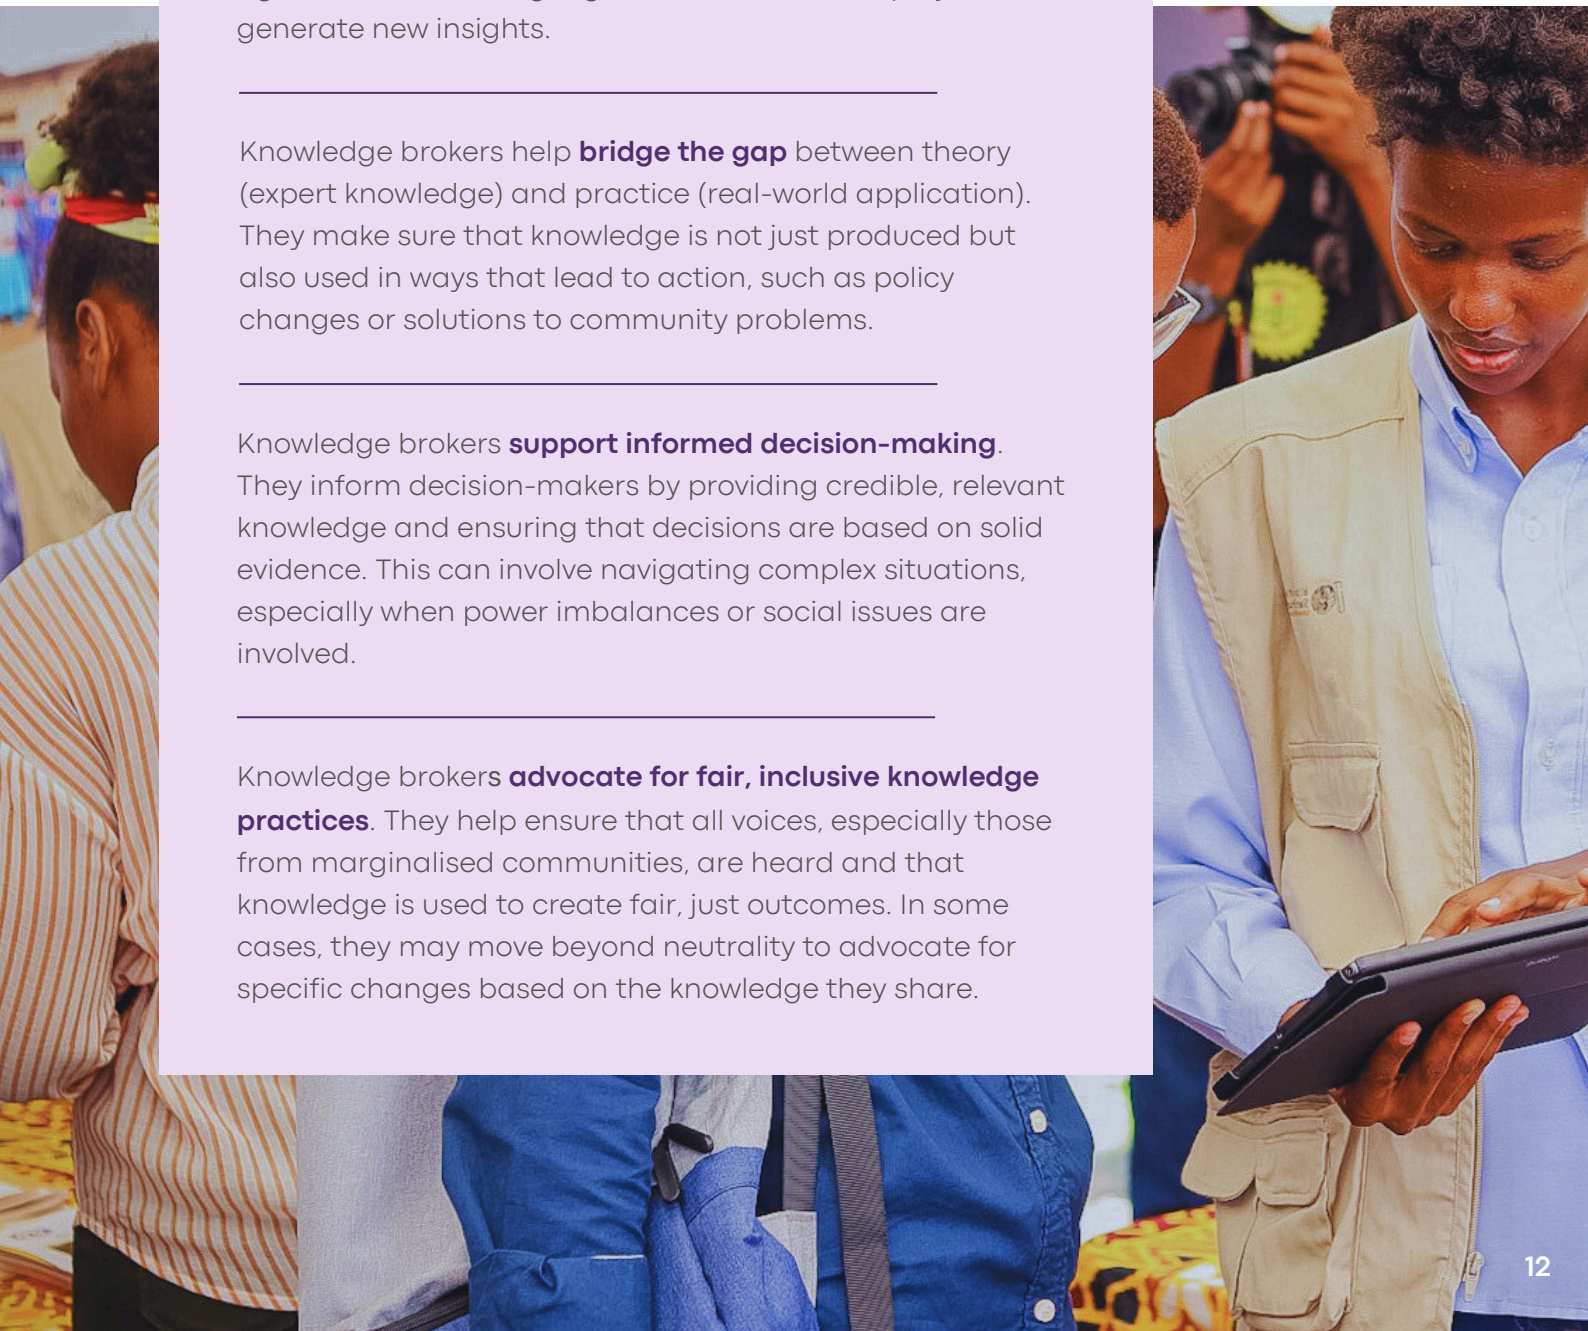 generate new insights.
Knowledge brokers help bridge the gap between theory
(expert knowledge) and practice (real-world application).
They make sure that knowledge is not just produced but
also used in ways that lead to action, such as policy
changes or solutions to community problems.
Knowledge brokers support informed decision-making.
They inform decision-makers by providing credible, relevant
knowledge and ensuring that decisions are based on solid
evidence. This can involve navigating complex situations,
especially when power imbalances or social issues are
involved.
Knowledge brokers advocate for fair, inclusive knowledge
practices. They help ensure that all voices, especially those
from marginalised communities, are heard and that
knowledge is used to create fair, just outcomes. In some
cases, they may move beyond neutrality to advocate for
specific changes based on the knowledge they share.
12